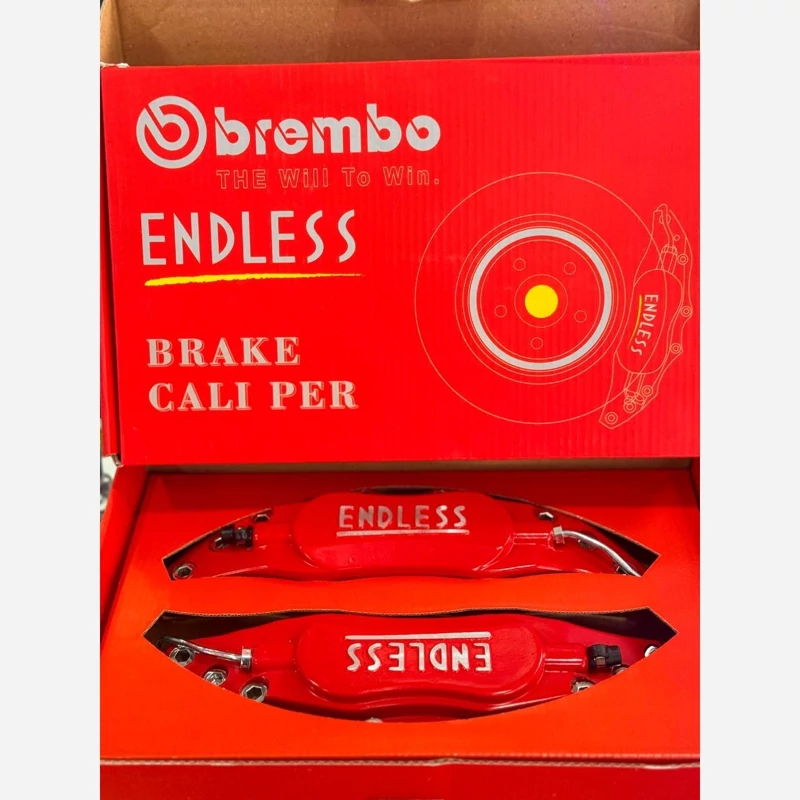 brembo
THE Will To Win.
ENDLESS
BRAKE
CALI PER
ENDLESS
ENDLESS
ENDLESS